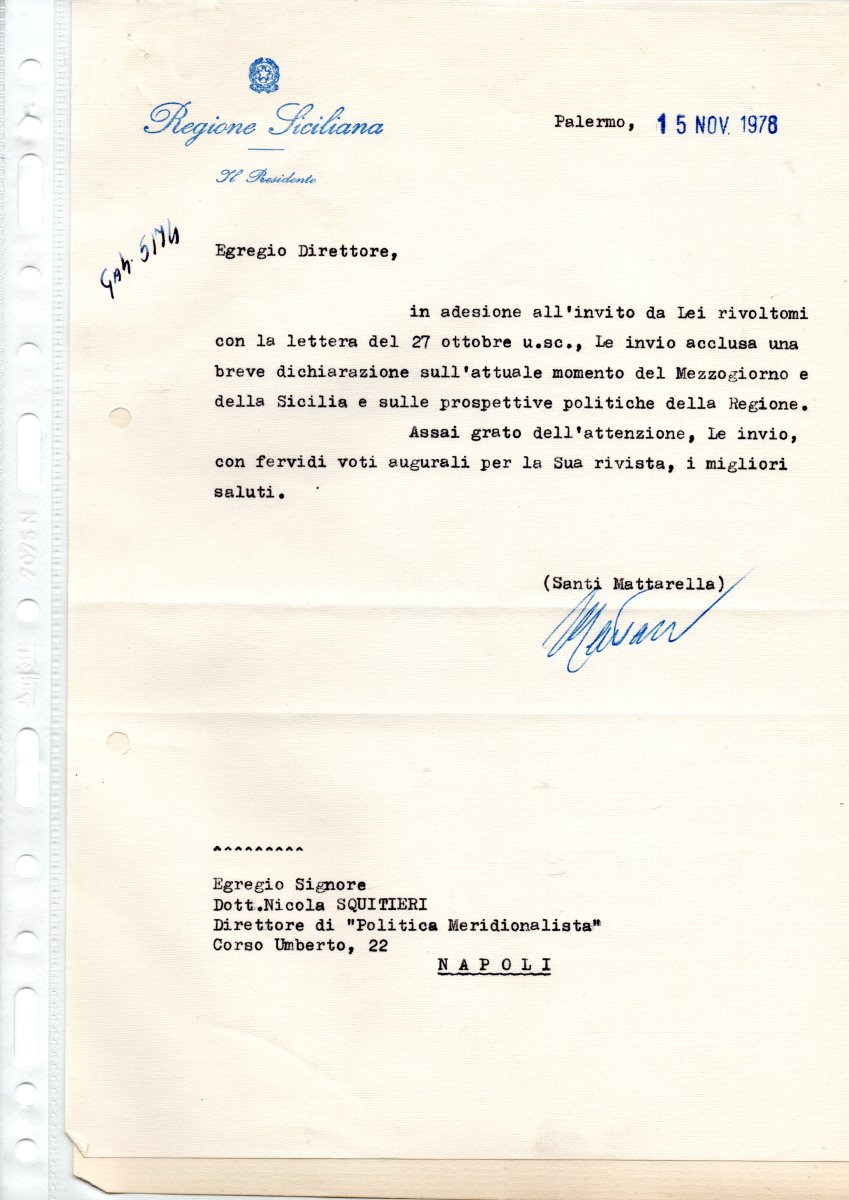 Regione Siciliana
Il Presidente
Palermo, 15 NOV. 1978
Gab. 5174
Egregio Direttore,
in adesione all'invito da Lei rivoltomi
con la lettera del 27 ottobre u.sc., Le invio acclusa una
breve dichiarazione sull'attuale momento del Mezzogiorno e
della Sicilia e sulle prospettive politiche della Regione.
Assai grato dell'attenzione, Le invio,
con fervidi voti augurali per la Sua rivista, i migliori
saluti.
(Santi Mattarella)
^^^^^^^^^
Egregio Signore
Dott.Nicola SQUITIERI
Direttore di "Politica Meridionalista"
Corso Umberto, 22
N A P O L I